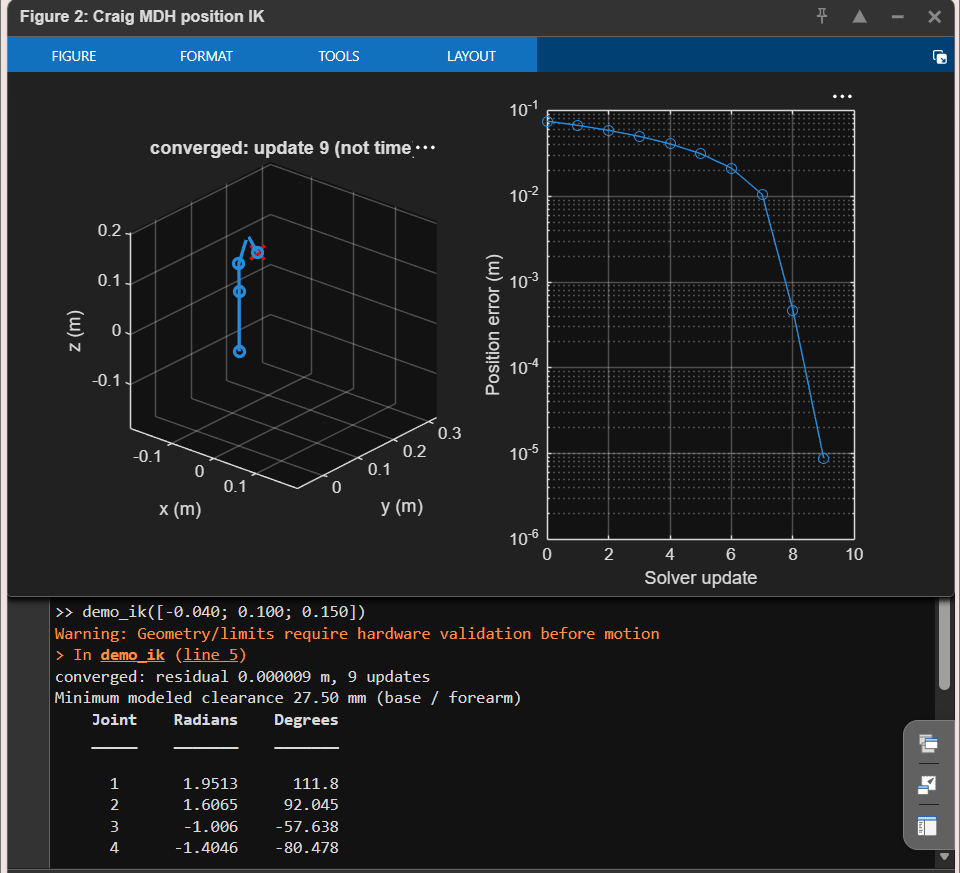 Figure 2: Craig MDH position IK
FIGURE FORMAT TOOLS LAYOUT
converged: update 9 (not time
0.2
0.1
0
-0.1
z (m)
-0.1
0
0.1
x (m)
0
0.1
0.2
0.3
y (m)
10-1
10-2
10-3
10-4
10-5
10-6
Position error (m)
0 2 4 6 8 10
Solver update
>> demo_ik([-0.040; 0.100; 0.150])
Warning: Geometry/limits require hardware validation before motion
> In demo_ik (line 5)
converged: residual 0.000009 m, 9 updates
Minimum modeled clearance 27.50 mm (base / forearm)
Joint Radians Degrees
1 1.9513 111.8
2 1.6065 92.045
3 -1.006 -57.638
4 -1.4046 -80.478